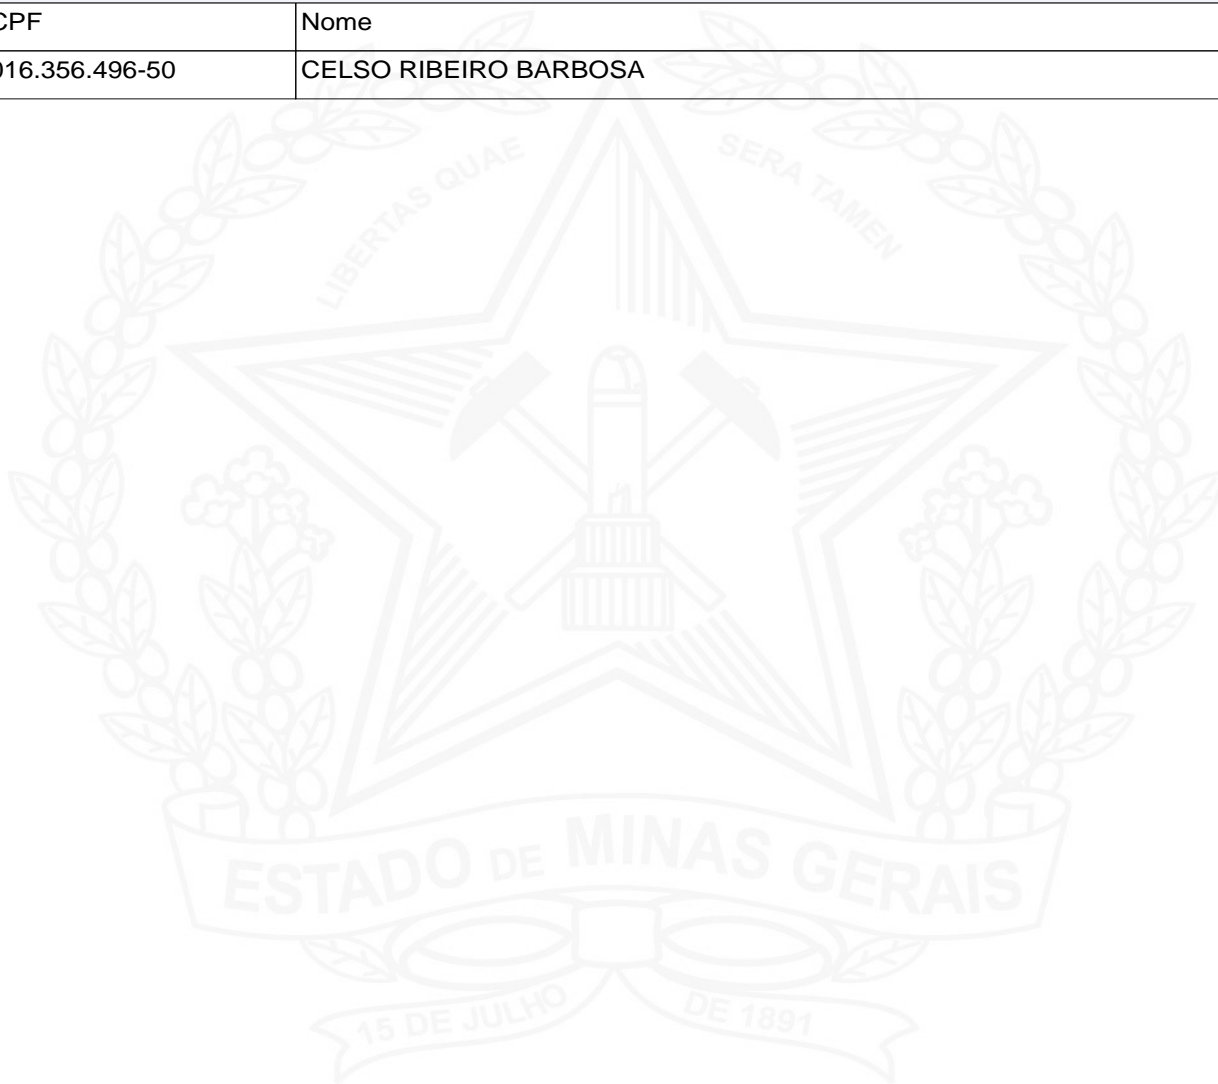 CPF Nome
016.356.496-50 CELSO RIBEIRO BARBOSA
LIBERTAS QUAE SERA TAMEN
ESTADO DE MINAS GERAIS
15 DE JULHO DE 1891